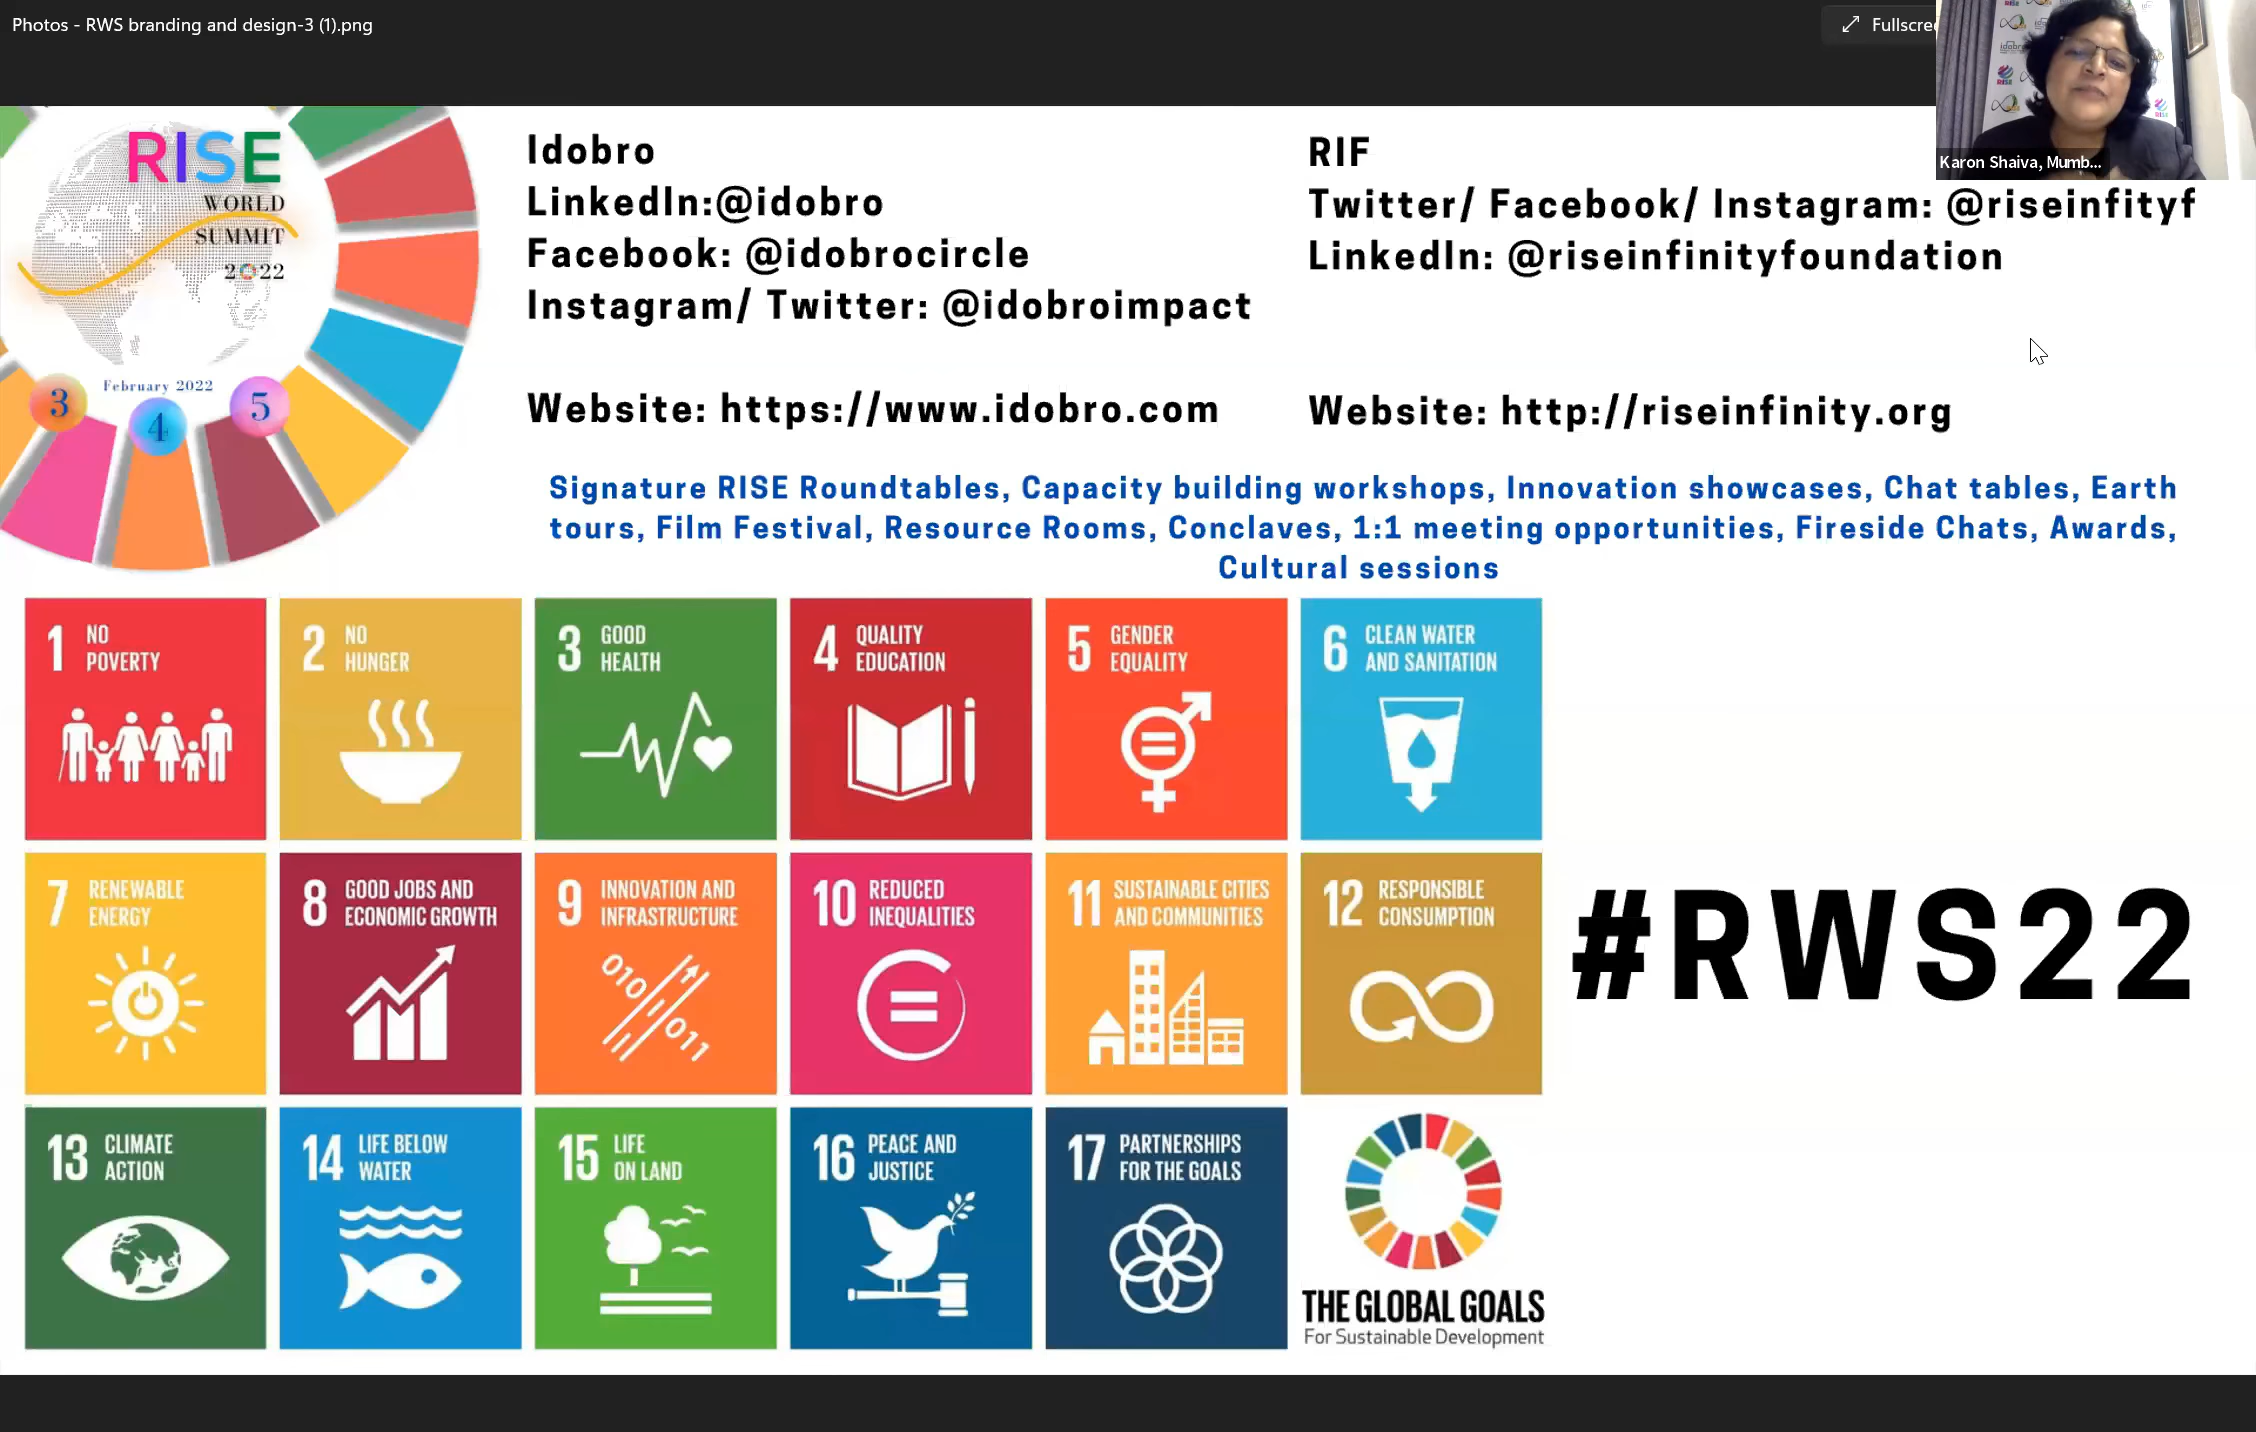 Photos - RWS branding and design-3 (1).png
Karon Shaiva, Mumb...
RISE
WORLD
SUMMIT
2022
February 2022
3
4
5
Idobro
LinkedIn:@idobro
Facebook: @idobrocircle
Instagram/ Twitter: @idobroimpact
Website: https://www.idobro.com
RIF
Twitter/ Facebook/ Instagram: @riseinfityf
LinkedIn: @riseinfinityfoundation
Website: http://riseinfinity.org
Signature RISE Roundtables, Capacity building workshops, Innovation showcases, Chat tables, Earth
tours, Film Festival, Resource Rooms, Conclaves, 1:1 meeting opportunities, Fireside Chats, Awards,
Cultural sessions
1 NO
POVERTY
2 NO
HUNGER
3 GOOD
HEALTH
4 QUALITY
EDUCATION
5 GENDER
EQUALITY
6 CLEAN WATER
AND SANITATION
7 RENEWABLE
ENERGY
8 GOOD JOBS AND
ECONOMIC GROWTH
9 INNOVATION AND
INFRASTRUCTURE
010
011
10 REDUCED
INEQUALITIES
11 SUSTAINABLE CITIES
AND COMMUNITIES
12 RESPONSIBLE
CONSUMPTION
#RWS22
13 CLIMATE
ACTION
14 LIFE BELOW
WATER
15 LIFE
ON LAND
16 PEACE AND
JUSTICE
17 PARTNERSHIPS
FOR THE GOALS
THE GLOBAL GOALS
For Sustainable Development